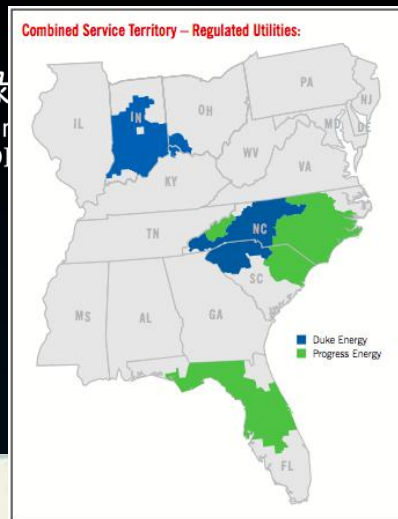 Combined Service Territory – Regulated Utilities:
PA
NJ
OH
IN
IL
MD
DE
WV
VA
KY
NC
TN
SC
MS
AL
GA
Duke Energy
Progress Energy
FL